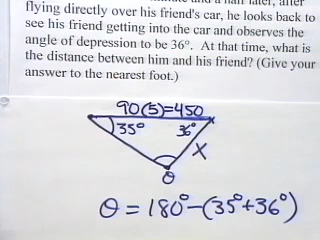 flying directly over his friend's car, he looks back to
see his friend getting into the car and observes the
angle of depression to be 36°. At that time, what is
the distance between him and his friend? (Give your
answer to the nearest foot.)
90(5)=450
35° 36°
x
θ
θ = 180°-(35°+36°)